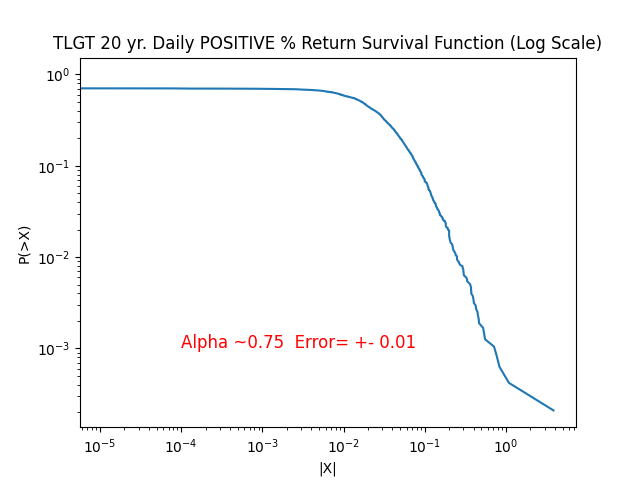 TLGT 20 yr. Daily POSITIVE % Return Survival Function (Log Scale)
10⁰
10⁻¹
10⁻²
10⁻³
P(>X)
Alpha ~0.75  Error= +- 0.01
10⁻⁵ 10⁻⁴ 10⁻³ 10⁻² 10⁻¹ 10⁰
|X|